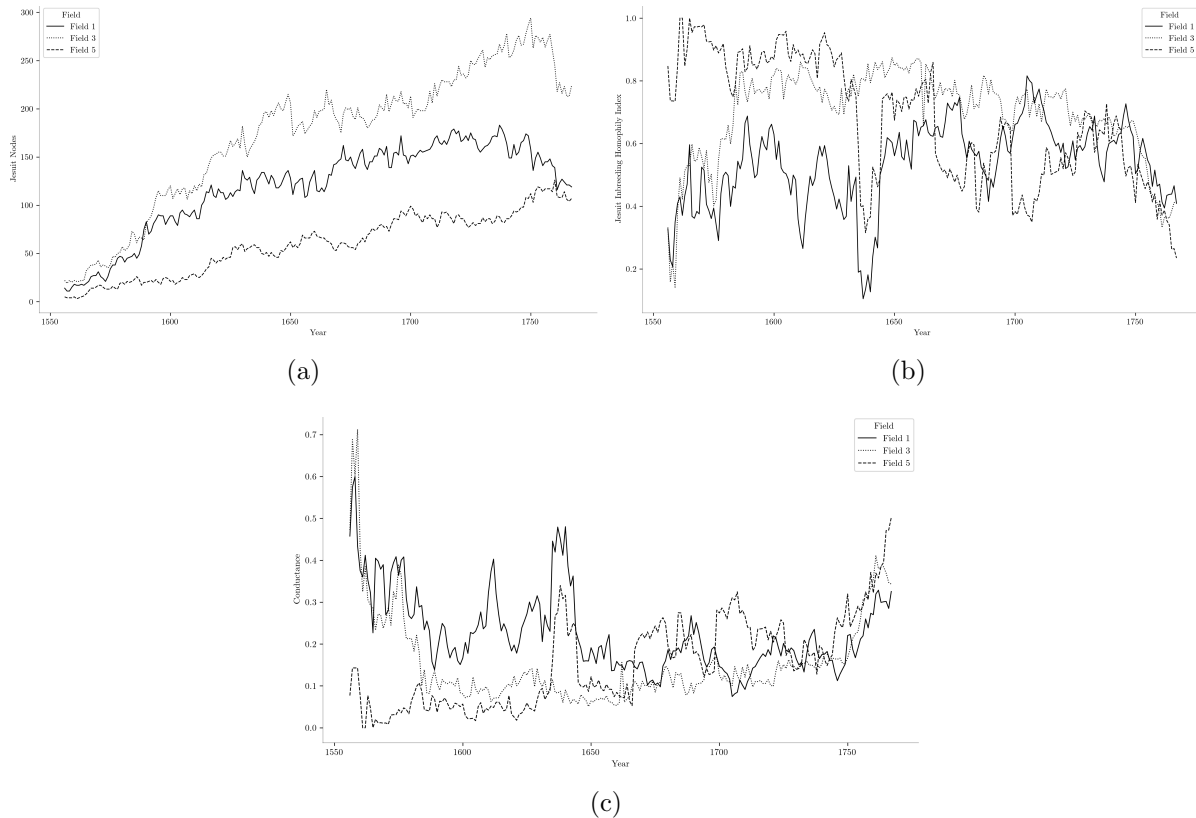 Field
Field 1
Field 3
Field 5
300
250
200
150
100
50
0
Jesuit Nodes
1550 1600 1650 1700 1750
Year
(a)
Field
Field 1
Field 3
Field 5
1.0
0.8
0.6
0.4
0.2
Jesuit Inbreeding Homophily Index
1550 1600 1650 1700 1750
Year
(b)
Field
Field 1
Field 3
Field 5
0.7
0.6
0.5
0.4
0.3
0.2
0.1
0.0
Conductance
1550 1600 1650 1700 1750
Year
(c)